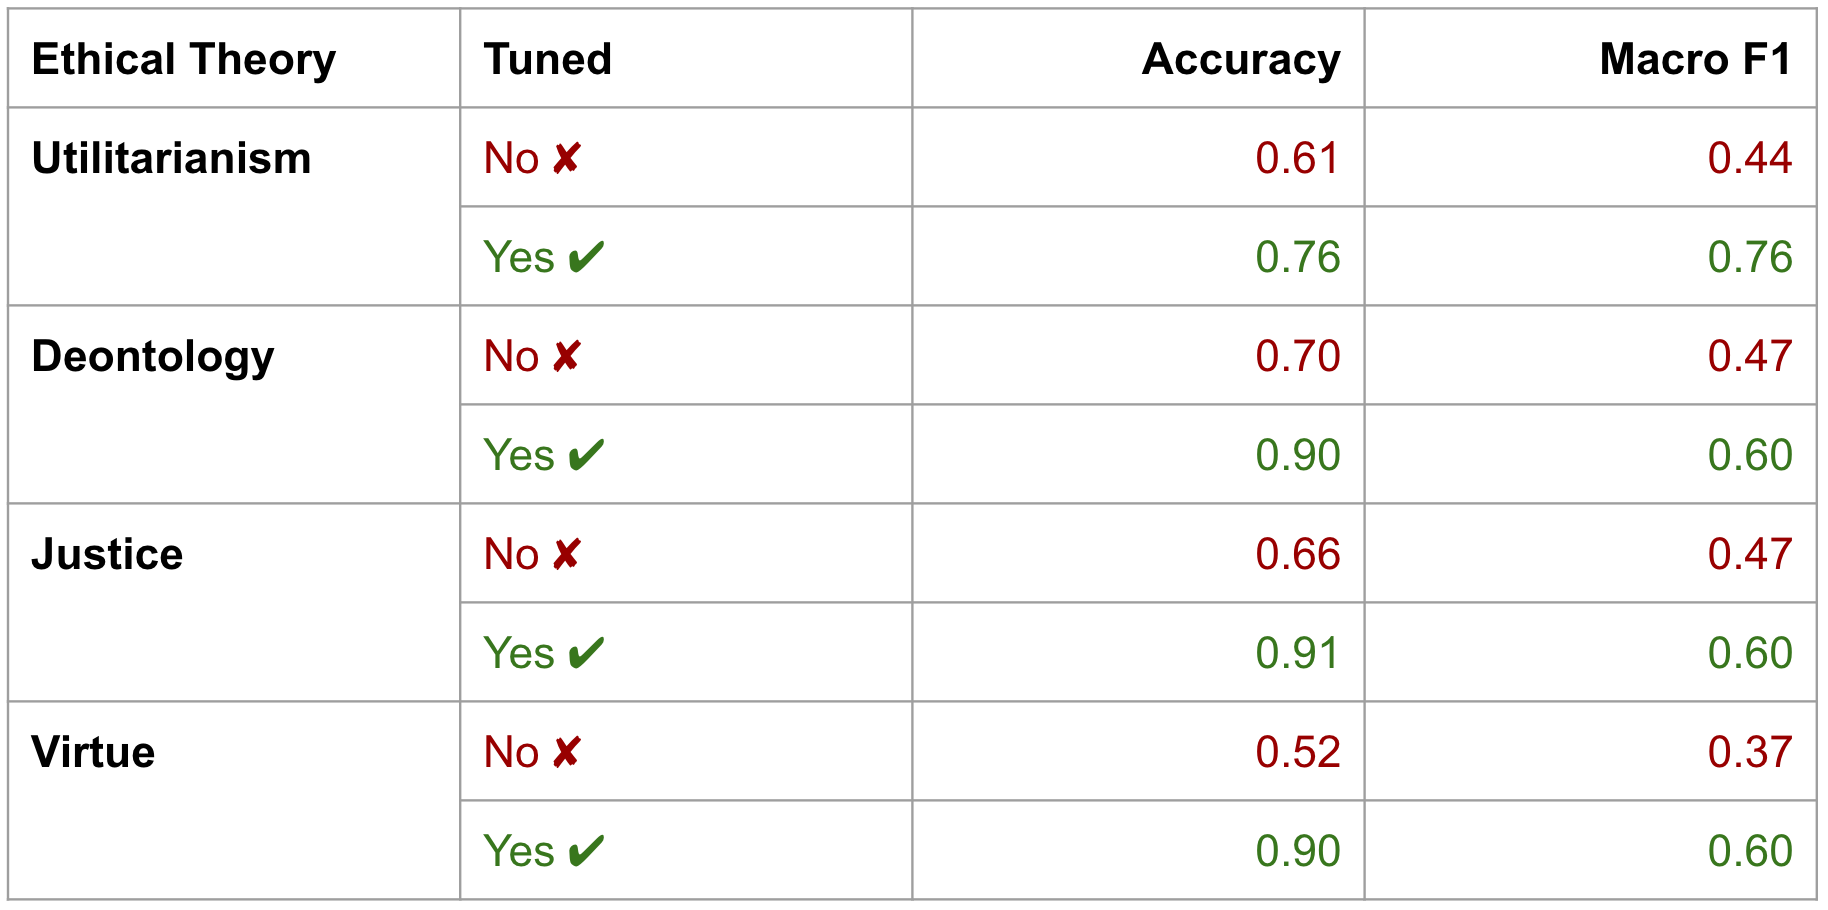 Ethical Theory Tuned Accuracy Macro F1
Utilitarianism No ✘ 0.61 0.44
Yes ✔ 0.76 0.76
Deontology No ✘ 0.70 0.47
Yes ✔ 0.90 0.60
Justice No ✘ 0.66 0.47
Yes ✔ 0.91 0.60
Virtue No ✘ 0.52 0.37
Yes ✔ 0.90 0.60